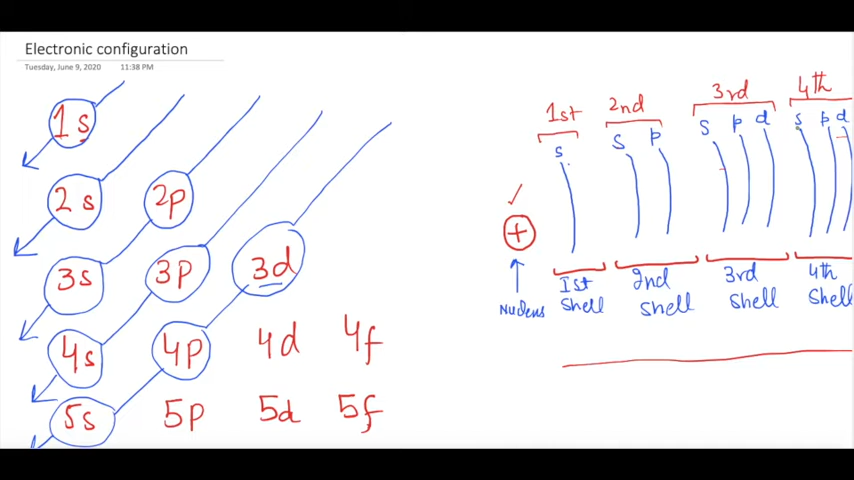 Electronic configuration
Tuesday, June 9, 2020 11:38 PM
1s
2s 2p
3s 3p 3d
4s 4p 4d 4f
5s 5p 5d 5f
1st 2nd 3rd 4th
s s p s p d s p d
+
Nucleus
Ist shell
2nd shell
3rd shell
4th shell